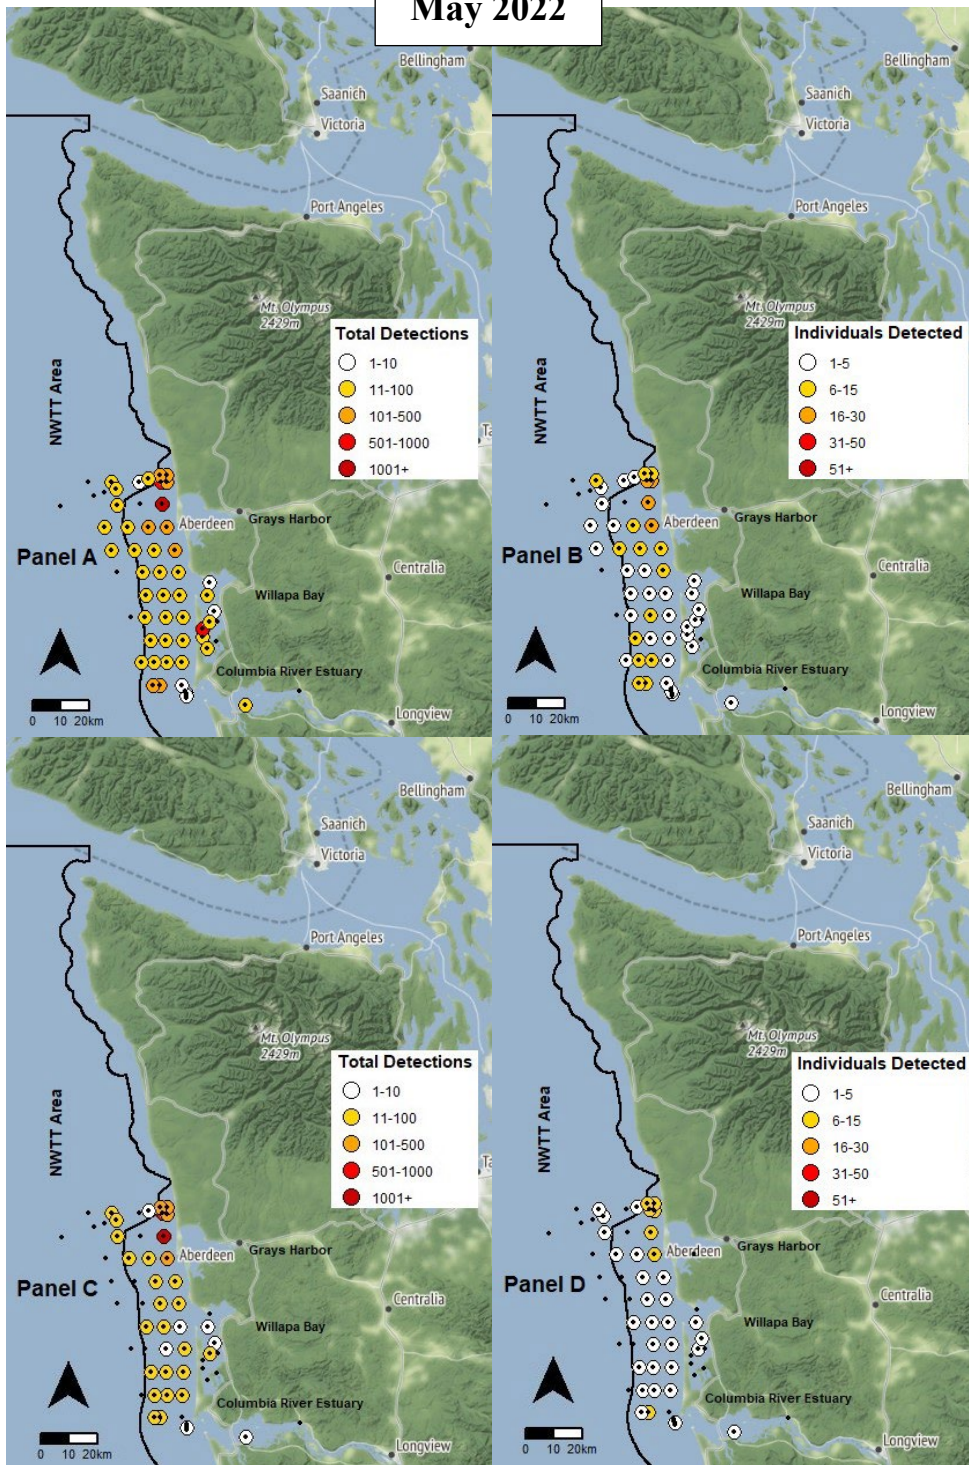 May 2022
Bellingham
Saanich
Victoria
Port Angeles
Mt. Olympus
2429m
NWTT Area
Total Detections
1-10
11-100
101-500
501-1000
1001+
Ta
Aberdeen
Grays Harbor
Panel A
Centralia
Willapa Bay
Columbia River Estuary
0 10 20km
Longview
Bellingham
Saanich
Victoria
Port Angeles
Mt. Olympus
2429m
NWTT Area
Individuals Detected
1-5
6-15
16-30
31-50
51+
Aberdeen
Grays Harbor
Panel B
Centralia
Willapa Bay
Columbia River Estuary
0 10 20km
Longview
Bellingham
Saanich
Victoria
Port Angeles
Mt. Olympus
2429m
NWTT Area
Total Detections
1-10
11-100
101-500
501-1000
1001+
Ta
Aberdeen
Grays Harbor
Panel C
Centralia
Willapa Bay
Columbia River Estuary
0 10 20km
Longview
Bellingham
Saanich
Victoria
Port Angeles
Mt. Olympus
2429m
NWTT Area
Individuals Detected
1-5
6-15
16-30
31-50
51+
Aberdeen
Grays Harbor
Panel D
Centralia
Willapa Bay
Columbia River Estuary
0 10 20km
Longview